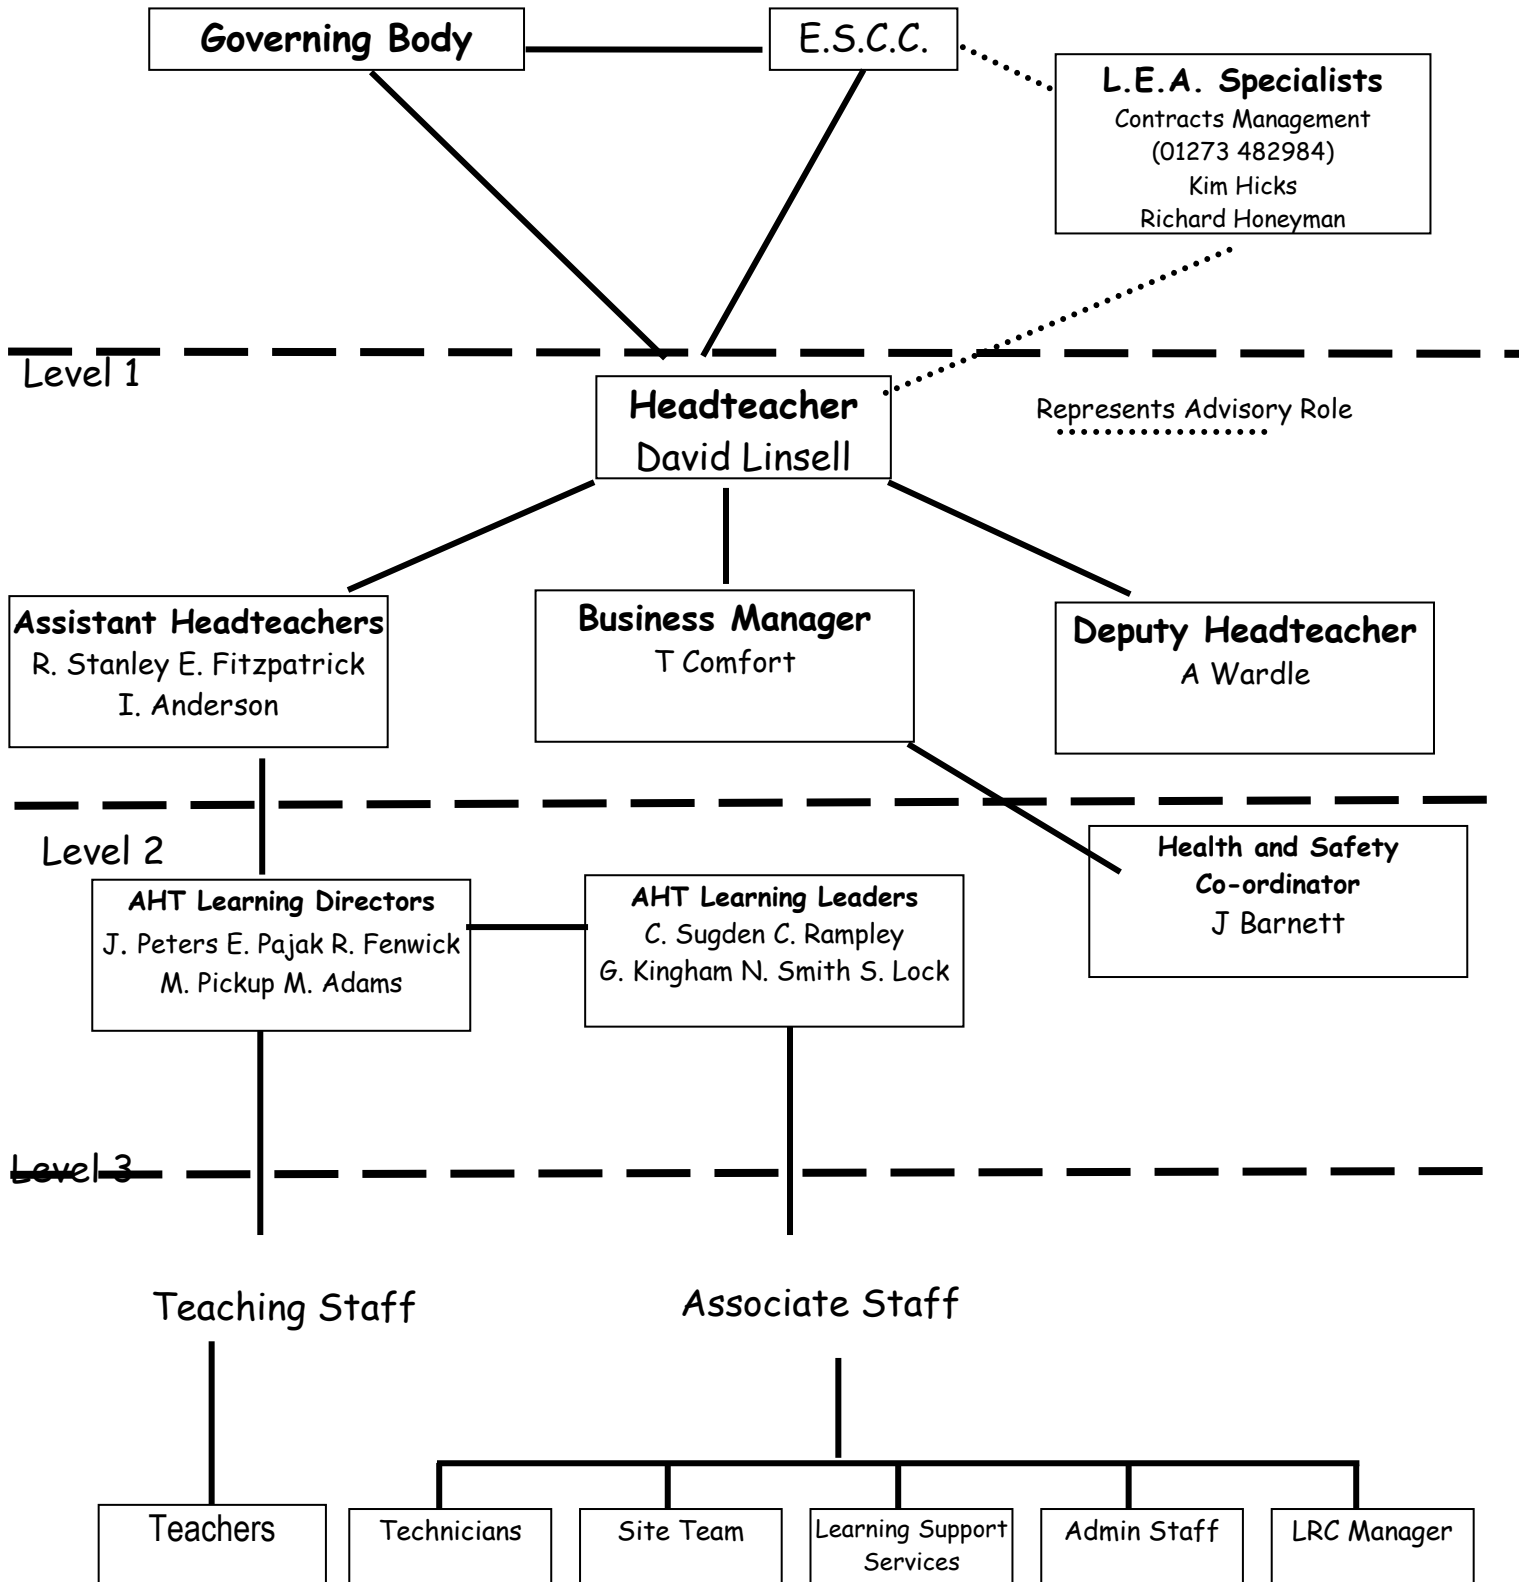 Governing Body
E.S.C.C.
L.E.A. Specialists
Contracts Management
(01273 482984)
Kim Hicks
Richard Honeyman
Level 1
Headteacher
David Linsell
Represents Advisory Role
Assistant Headteachers
R. Stanley E. Fitzpatrick
I. Anderson
Business Manager
T Comfort
Deputy Headteacher
A Wardle
Level 2
Health and Safety
Co-ordinator
J Barnett
AHT Learning Directors
J. Peters E. Pajak R. Fenwick
M. Pickup M. Adams
AHT Learning Leaders
C. Sugden C. Rampley
G. Kingham N. Smith S. Lock
Level 3
Teaching Staff
Associate Staff
Teachers
Technicians
Site Team
Learning Support
Services
Admin Staff
LRC Manager